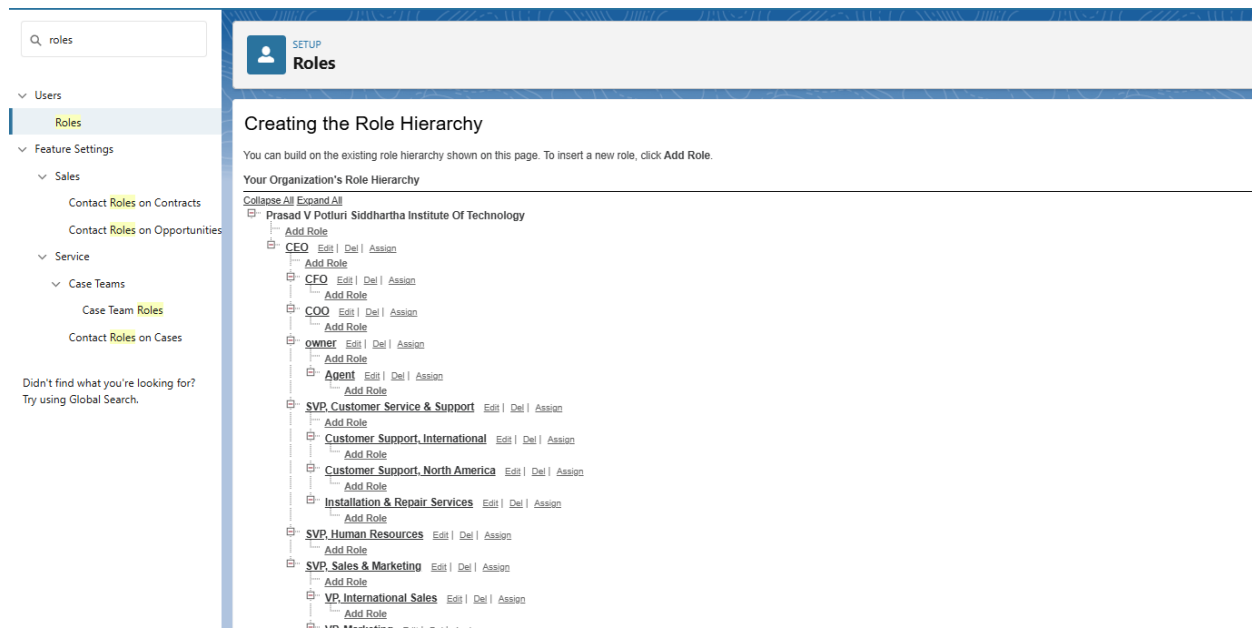 roles
Users
Roles
Feature Settings
Sales
Contact Roles on Contracts
Contact Roles on Opportunities
Service
Case Teams
Case Team Roles
Contact Roles on Cases
Didn't find what you're looking for?
Try using Global Search.
SETUP
Roles
Creating the Role Hierarchy
You can build on the existing role hierarchy shown on this page. To insert a new role, click Add Role.
Your Organization's Role Hierarchy
Collapse All Expand All
Prasad V Potluri Siddhartha Institute Of Technology
Add Role
CEO Edit | Del | Assign
Add Role
CFO Edit | Del | Assign
Add Role
COO Edit | Del | Assign
Add Role
owner Edit | Del | Assign
Add Role
Agent Edit | Del | Assign
Add Role
SVP, Customer Service & Support Edit | Del | Assign
Add Role
Customer Support, International Edit | Del | Assign
Add Role
Customer Support, North America Edit | Del | Assign
Add Role
Installation & Repair Services Edit | Del | Assign
Add Role
SVP, Human Resources Edit | Del | Assign
Add Role
SVP, Sales & Marketing Edit | Del | Assign
Add Role
VP, International Sales Edit | Del | Assign
Add Role
VP, Marketing